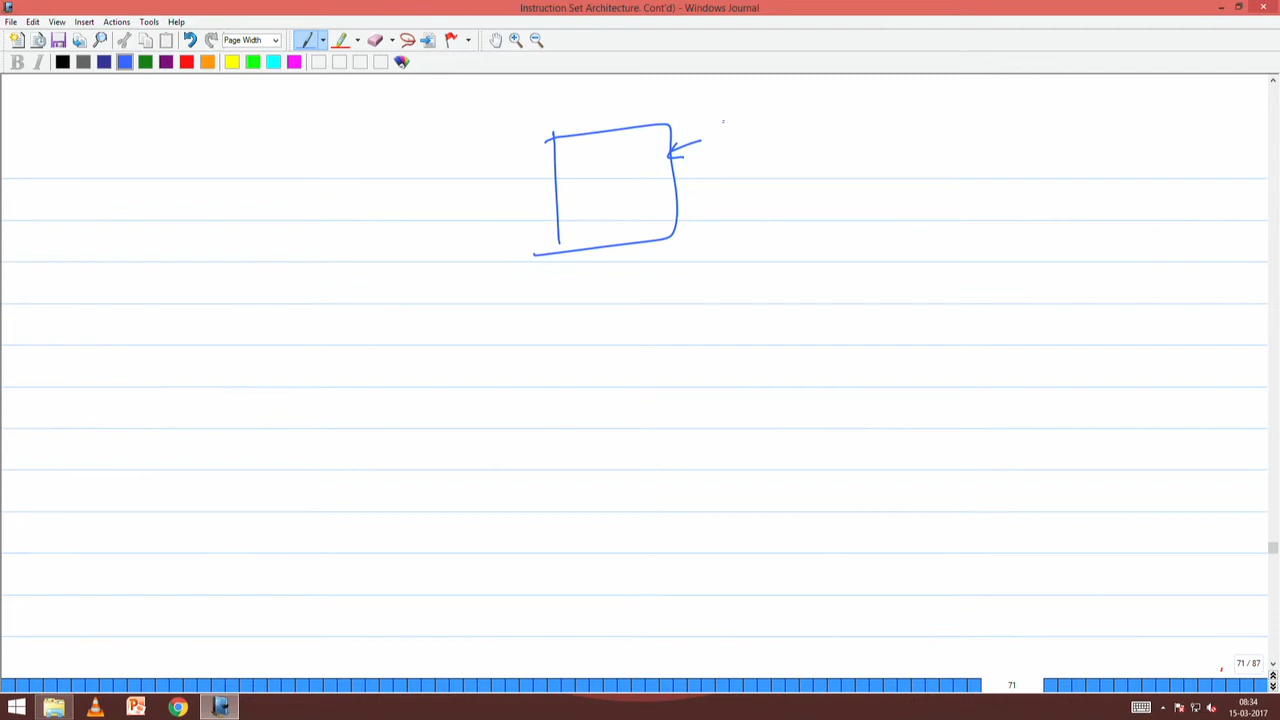 Instruction Set Architecture. Cont'd) - Windows Journal
File Edit View Insert Actions Tools Help
Page Width
B I
71 / 87
71
08:34
15-03-2017